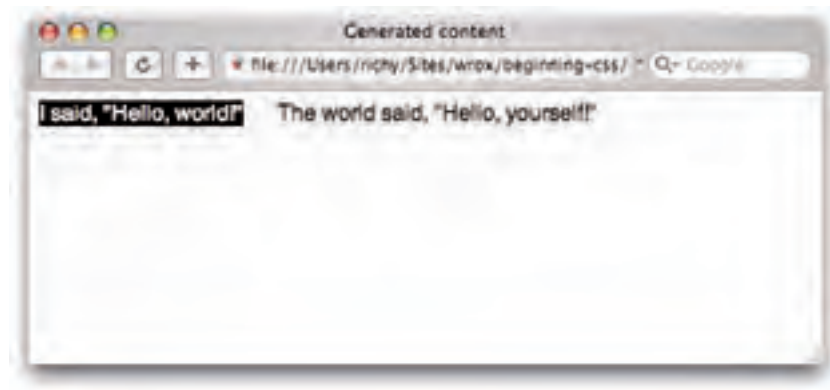 Generated content
file:///Users/richy/Sites/wrox/beginning-css/ Q- Google
I said, "Hello, world!" The world said, "Hello, yourself!"